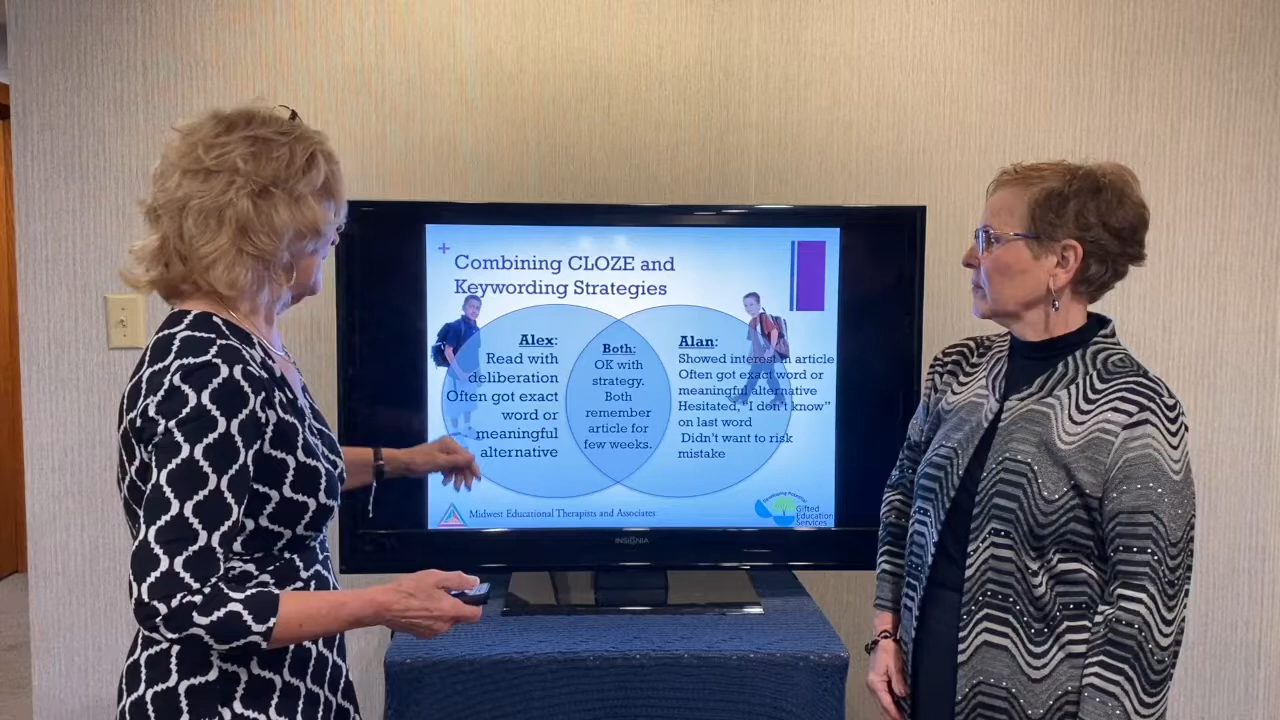 + Combining CLOZE and
Keywording Strategies
Alex:
Read with
deliberation
Often got exact
word or
meaningful
alternative
Both:
OK with
strategy.
Both
remember
article for
few weeks.
Alan:
Showed interest in article
Often got exact word or
meaningful alternative
Hesitated, "I don't know"
on last word
Didn't want to risk
mistake
Midwest Educational Therapists and Associates
Developing Potential
Gifted
Education
Services
INSIGNIA